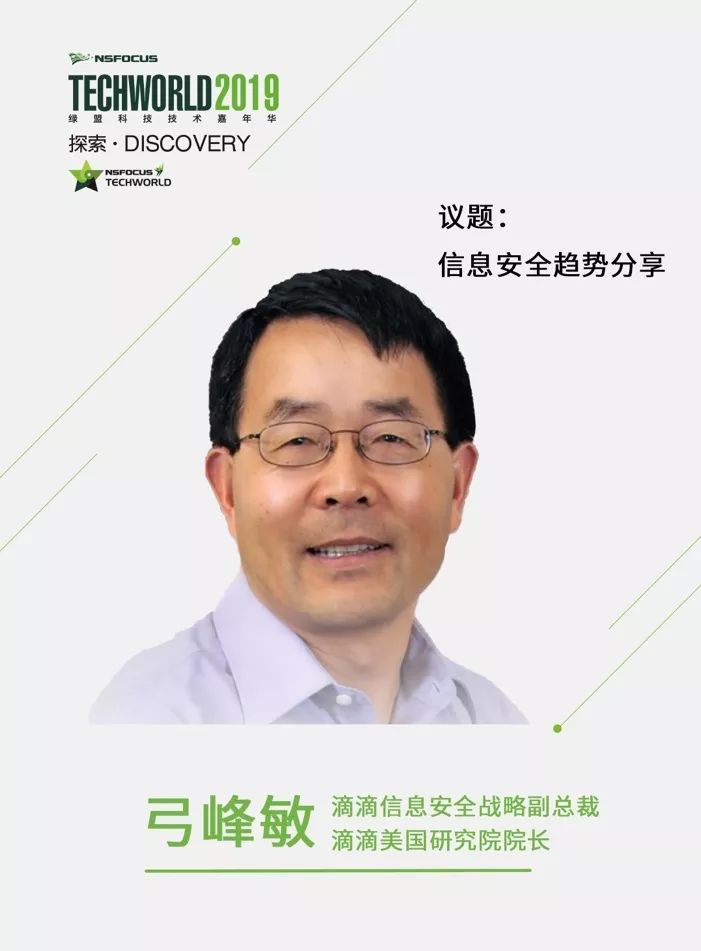 NSFOCUS
TECHWORLD2019
绿盟科技技术嘉年华
探索·DISCOVERY
NSFOCUS
TECHWORLD
议题：
信息安全趋势分享
弓峰敏
滴滴信息安全战略副总裁
滴滴美国研究院院长